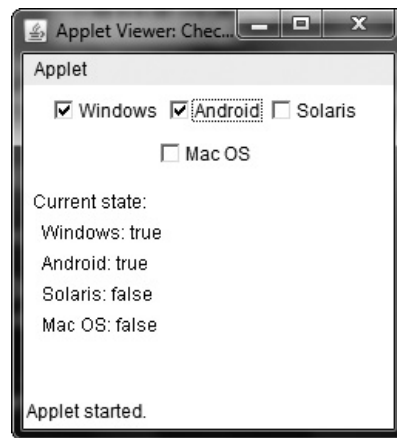 Applet Viewer: Chec...
Applet
Windows Android Solaris
Mac OS
Current state:
Windows: true
Android: true
Solaris: false
Mac OS: false
Applet started.